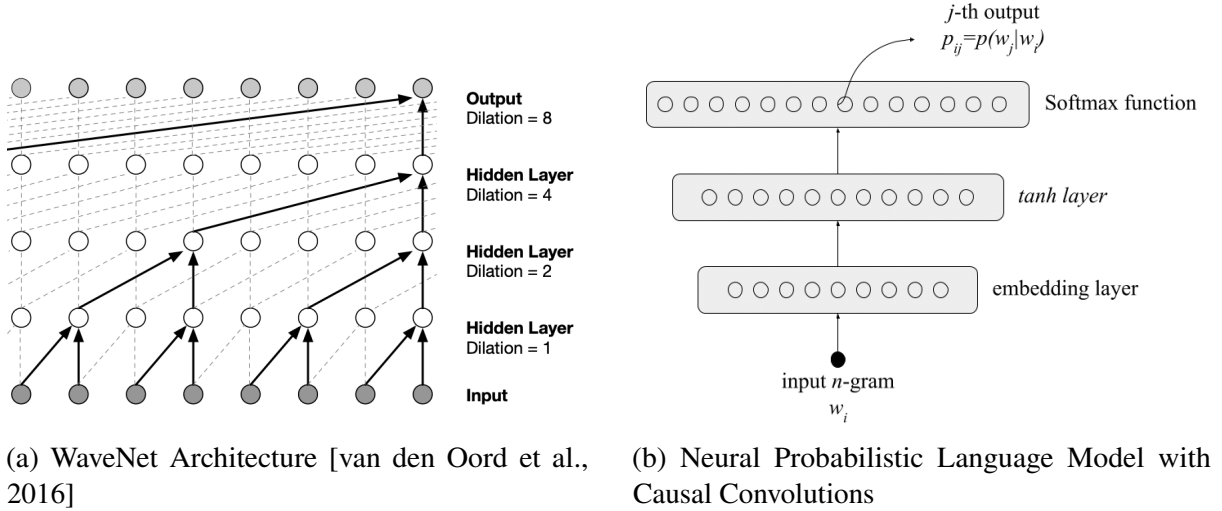 Output
Dilation = 8
Hidden Layer
Dilation = 4
Hidden Layer
Dilation = 2
Hidden Layer
Dilation = 1
Input
(a) WaveNet Architecture [van den Oord et al.,
2016]
j-th output
p_{ij}=p(w_j|w_i)
Softmax function
tanh layer
embedding layer
input n-gram
w_i
(b) Neural Probabilistic Language Model with
Causal Convolutions